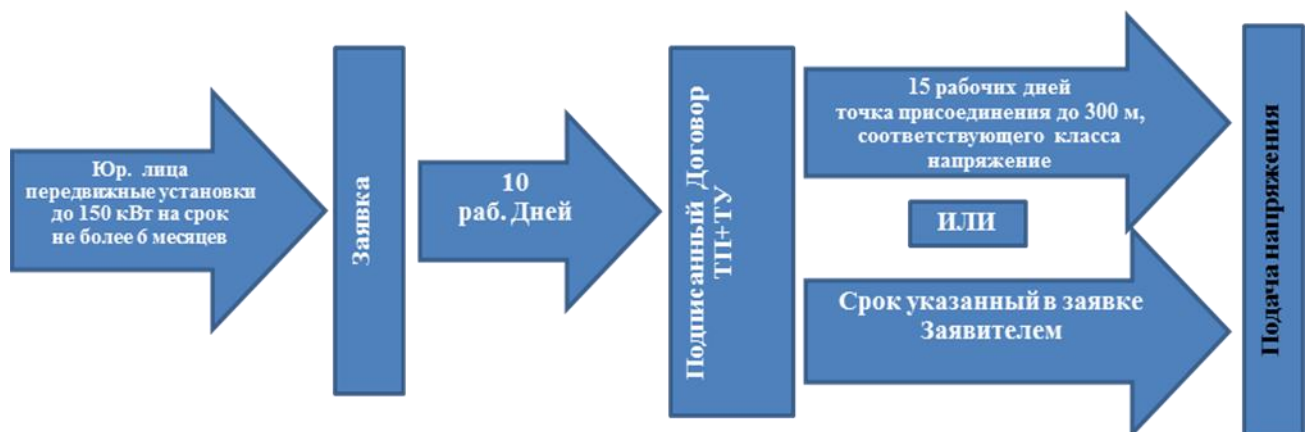 Юр. лица
передвижные установки
до 150 кВт на срок
не более 6 месяцев
Заявка
10
раб. Дней
Подписанный Договор
ТП+ТУ
15 рабочих дней
точка присоединения до 300 м,
соответствующего класса
напряжение
ИЛИ
Срок указанный в заявке
Заявителем
Подача напряжения